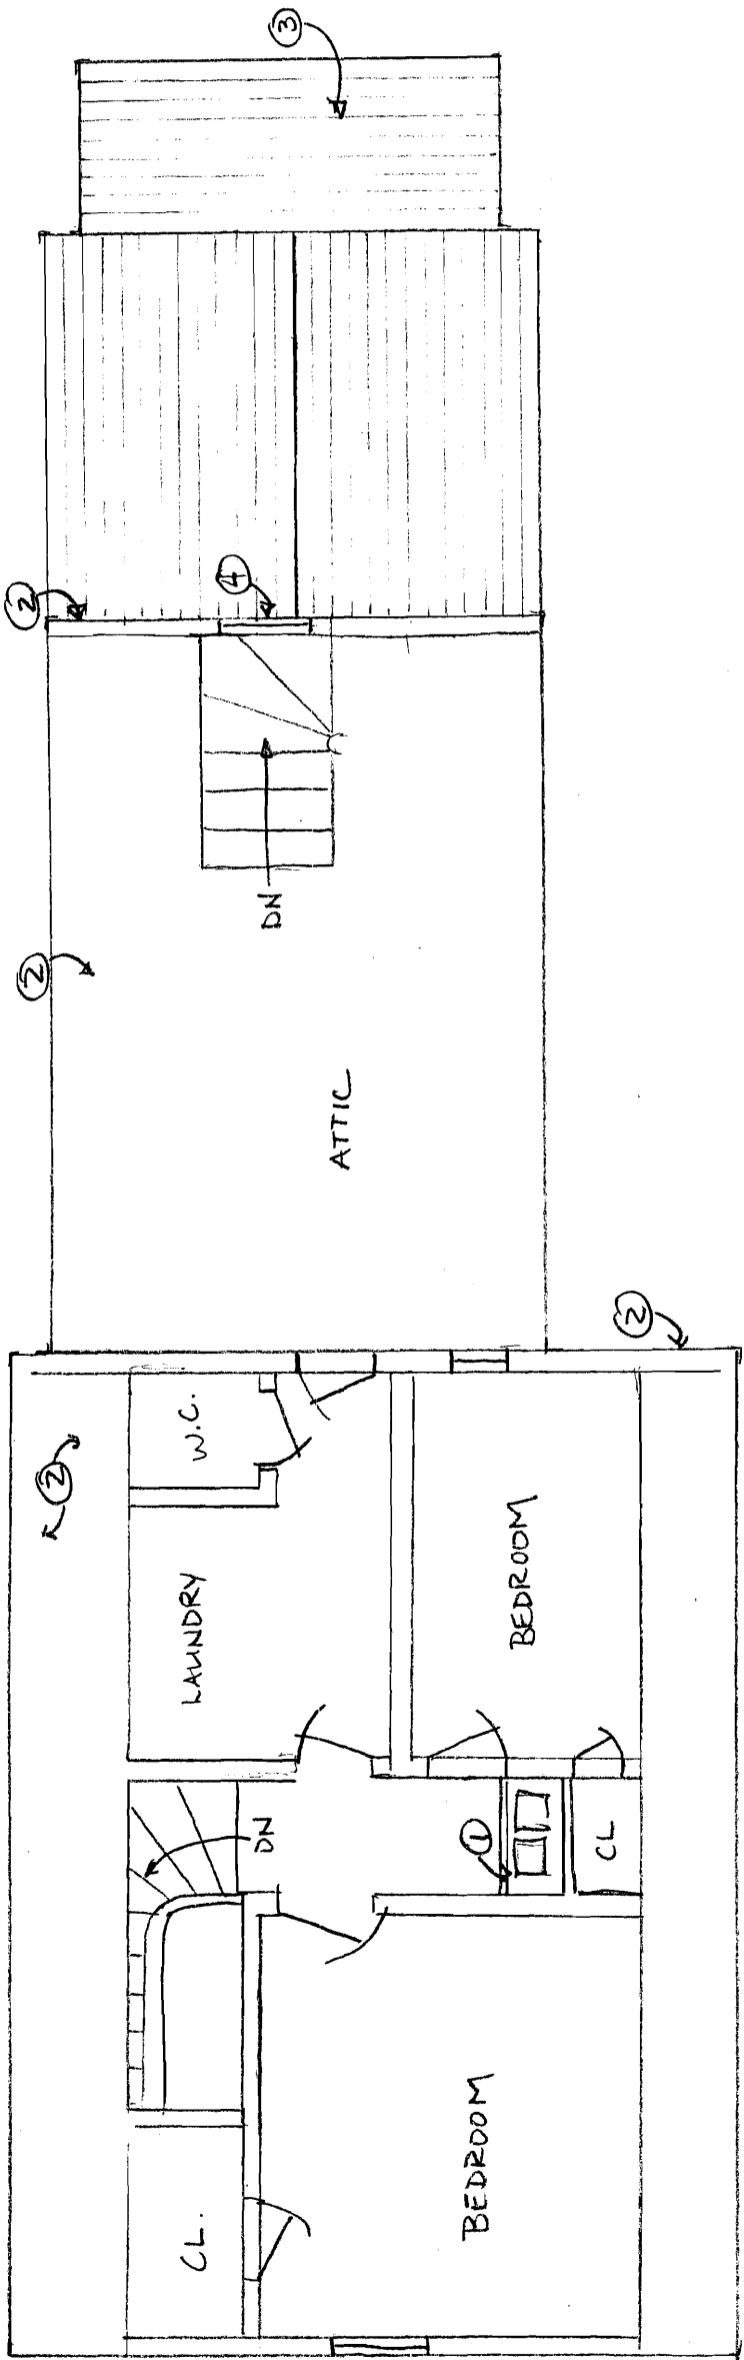 ③
②
④
②
DN
ATTIC
②
②
W.C.
LAUNDRY
BEDROOM
DN
①
CL
CL.
BEDROOM